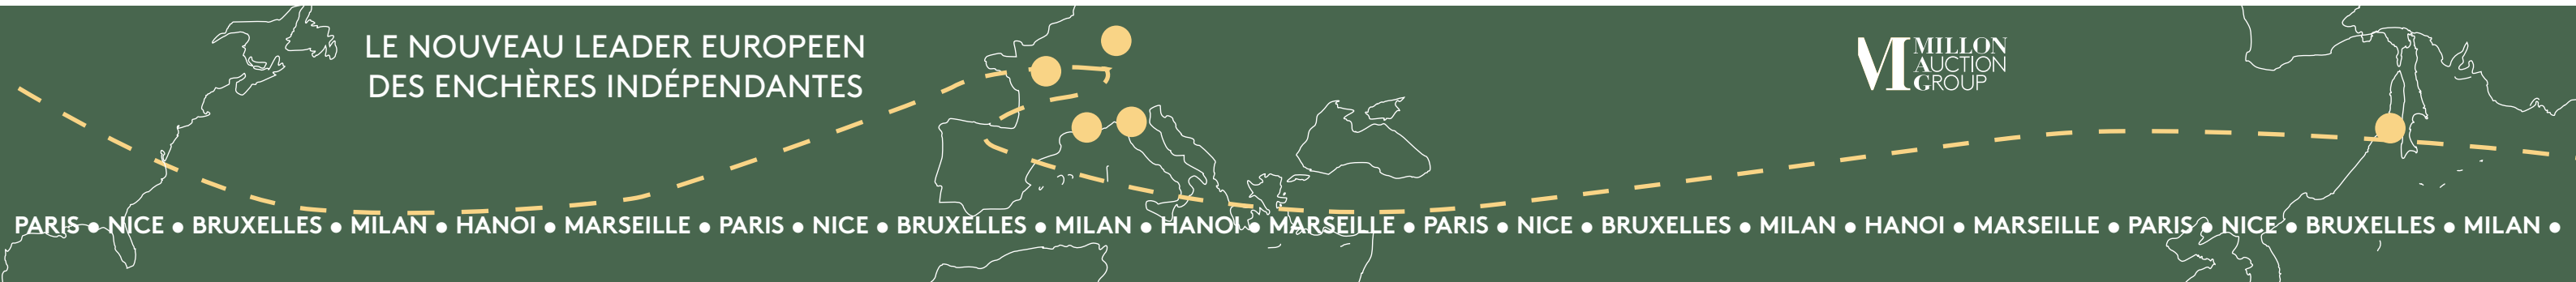 LE NOUVEAU LEADER EUROPEEN
DES ENCHÈRES INDÉPENDANTES
MILLON
AUCTION
GROUP
PARIS ● NICE ● BRUXELLES ● MILAN ● HANOI ● MARSEILLE ● PARIS ● NICE ● BRUXELLES ● MILAN ● HANOI ● MARSEILLE ● PARIS ● NICE ● BRUXELLES ● MILAN ● HANOI ● MARSEILLE ● PARIS ● NICE ● BRUXELLES ● MILAN ●